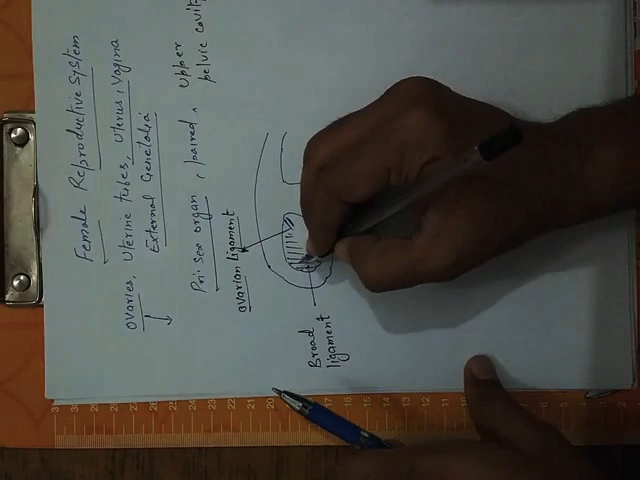 Female Reproductive System
ovaries, Uterine tubes, Uterus, Vagina
External Genetalia
Pri sex organ, paired, Upper
pelvic cavity
ovarian ligament
Broad
ligament